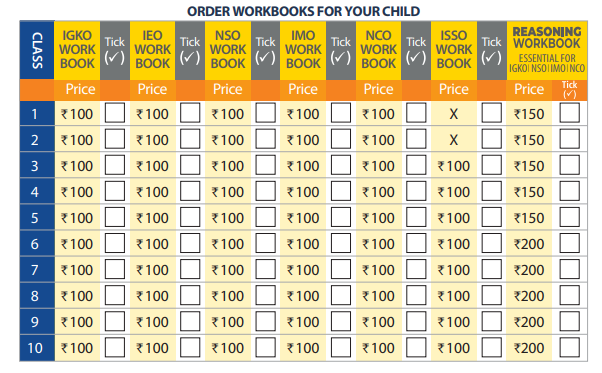 ORDER WORKBOOKS FOR YOUR CHILD
CLASS IGKO WORK BOOK Tick (✓) IEO WORK BOOK Tick (✓) NSO WORK BOOK Tick (✓) IMO WORK BOOK Tick (✓) NCO WORK BOOK Tick (✓) ISSO WORK BOOK Tick (✓) REASONING WORKBOOK ESSENTIAL FOR IGKO| NSO|IMO|NCO
Price Price Price Price Price Price Price Tick (✓)
1 ₹100 ₹100 ₹100 ₹100 ₹100 X ₹150
2 ₹100 ₹100 ₹100 ₹100 ₹100 X ₹150
3 ₹100 ₹100 ₹100 ₹100 ₹100 ₹100 ₹150
4 ₹100 ₹100 ₹100 ₹100 ₹100 ₹100 ₹150
5 ₹100 ₹100 ₹100 ₹100 ₹100 ₹100 ₹150
6 ₹100 ₹100 ₹100 ₹100 ₹100 ₹100 ₹200
7 ₹100 ₹100 ₹100 ₹100 ₹100 ₹100 ₹200
8 ₹100 ₹100 ₹100 ₹100 ₹100 ₹100 ₹200
9 ₹100 ₹100 ₹100 ₹100 ₹100 ₹100 ₹200
10 ₹100 ₹100 ₹100 ₹100 ₹100 ₹100 ₹200